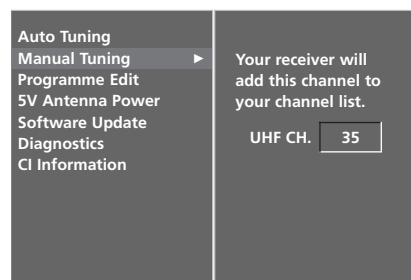 Auto Tuning
Manual Tuning ►
Programme Edit
5V Antenna Power
Software Update
Diagnostics
CI Information
Your receiver will
add this channel to
your channel list.
UHF CH. 35